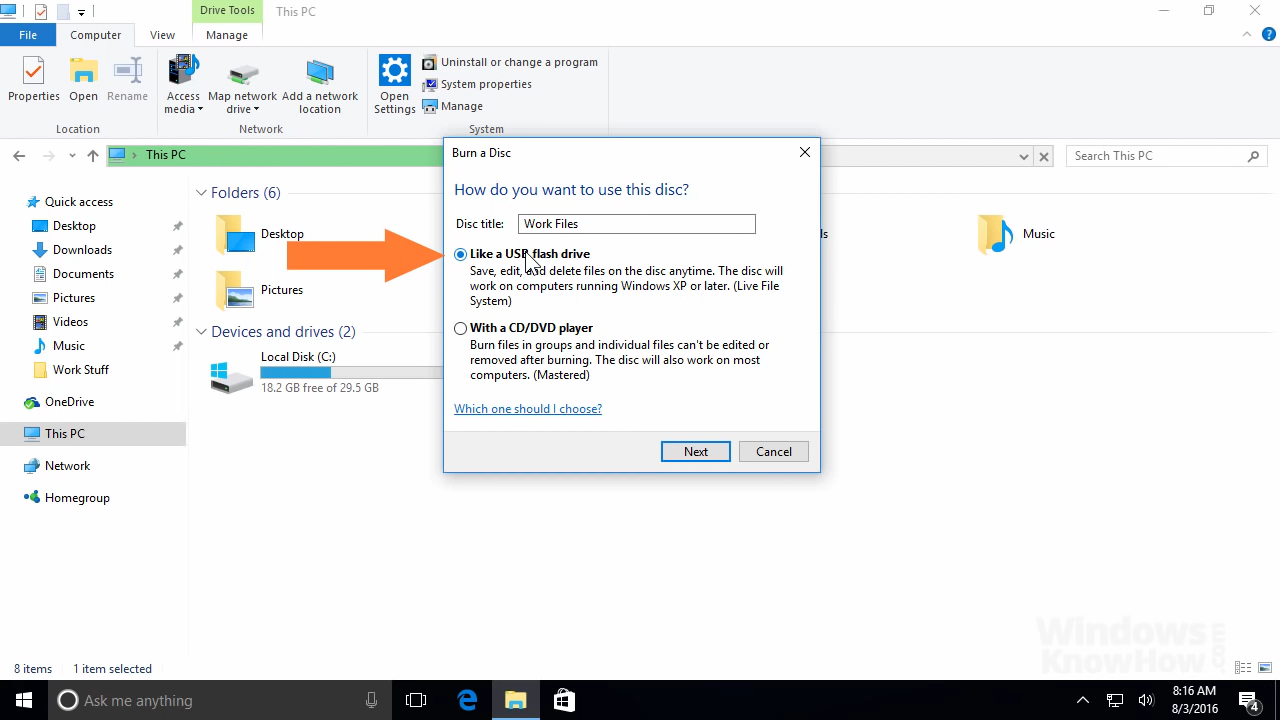 Drive Tools
This PC
File
Computer
View
Manage
Properties
Open
Rename
Access
media
Map network
drive
Add a network
location
Open
Settings
Uninstall or change a program
System properties
Manage
Location
Network
System
This PC
Search This PC
Quick access
Desktop
Downloads
Documents
Pictures
Videos
Music
Work Stuff
OneDrive
This PC
Network
Homegroup
Folders (6)
Desktop
ds
Music
Pictures
Devices and drives (2)
Local Disk (C:)
18.2 GB free of 29.5 GB
Burn a Disc
How do you want to use this disc?
Disc title:
Work Files
Like a USB flash drive
Save, edit, and delete files on the disc anytime. The disc will
work on computers running Windows XP or later. (Live File
System)
With a CD/DVD player
Burn files in groups and individual files can't be edited or
removed after burning. The disc will also work on most
computers. (Mastered)
Which one should I choose?
Next
Cancel
Windows
KnowHow.com
8 items
1 item selected
Ask me anything
8:16 AM
8/3/2016
4